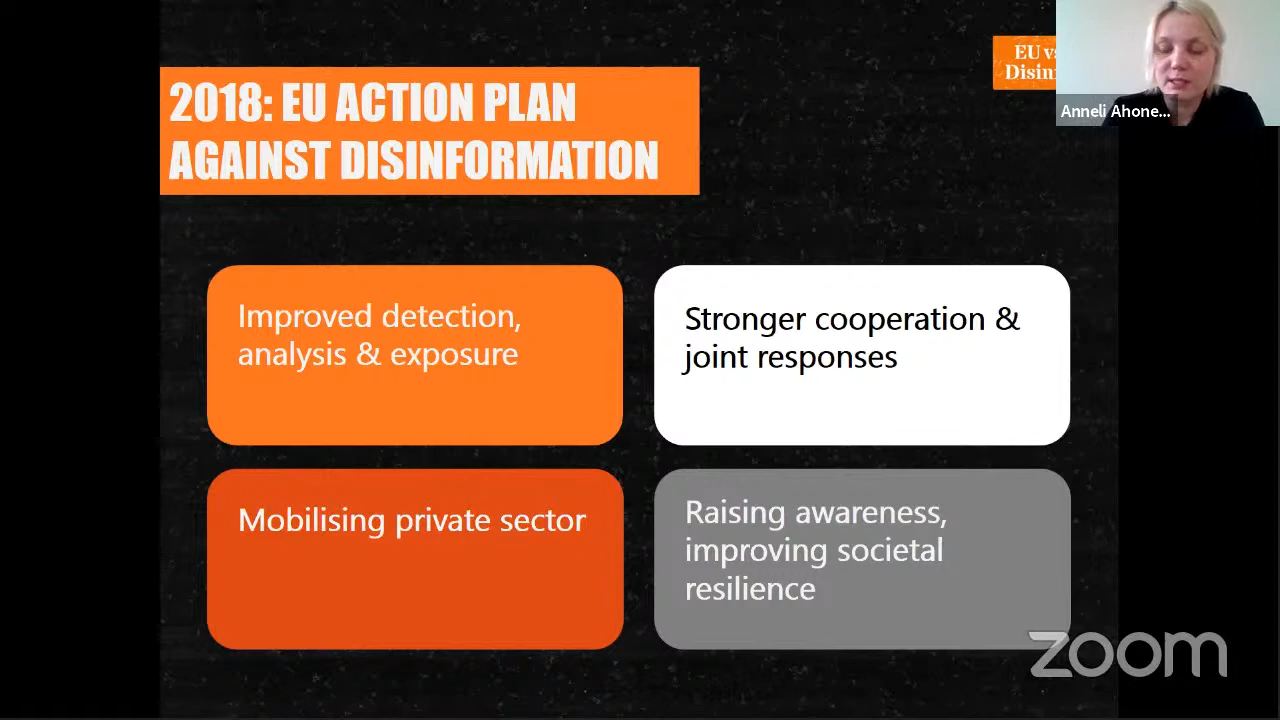 2018: EU ACTION PLAN
AGAINST DISINFORMATION
EU
Anneli Ahone...
Improved detection,
analysis & exposure
Stronger cooperation &
joint responses
Mobilising private sector
Raising awareness,
improving societal
resilience
zoom